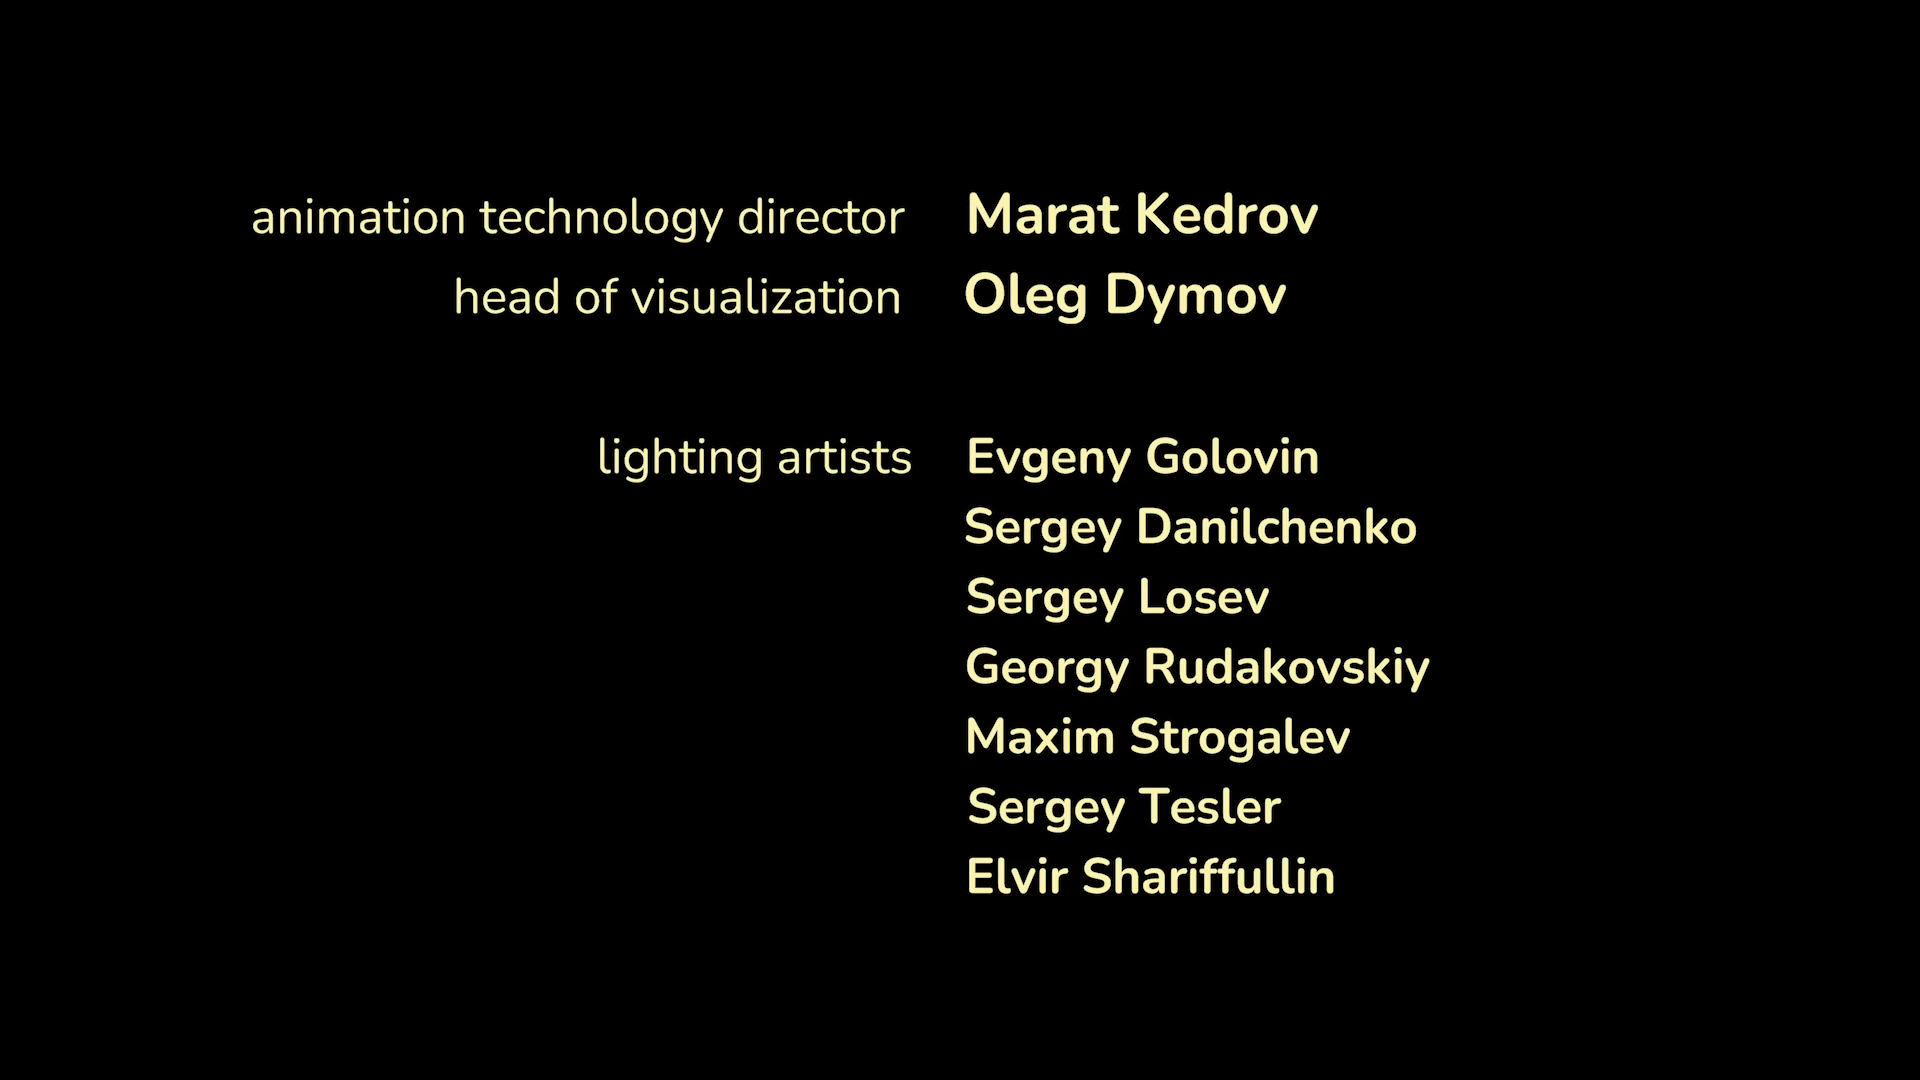 animation technology director Marat Kedrov
head of visualization Oleg Dymov
lighting artists Evgeny Golovin
Sergey Danilchenko
Sergey Losev
Georgy Rudakovskiy
Maxim Strogalev
Sergey Tesler
Elvir Shariffullin